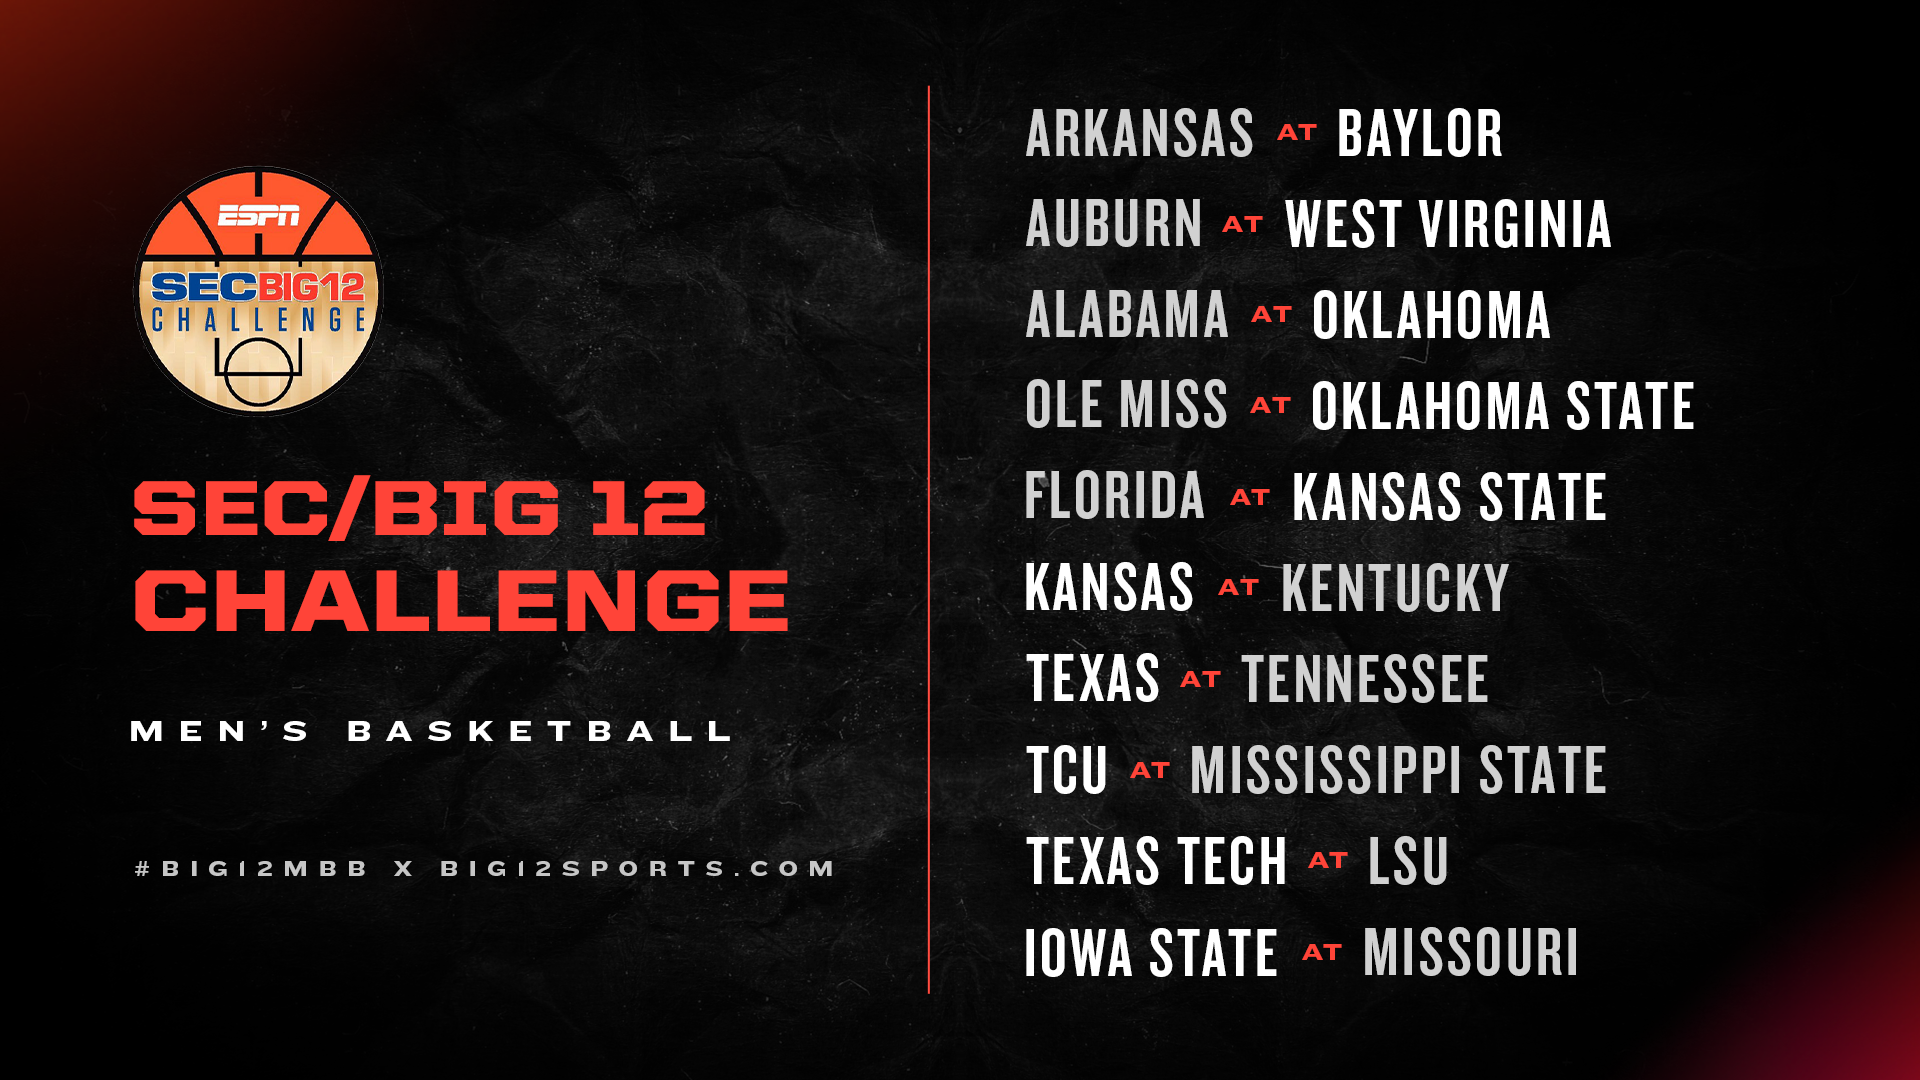 ESPN
SEC BIG 12
CHALLENGE
SEC/BIG 12
CHALLENGE
MEN'S BASKETBALL
#BIG12MBB X BIG12SPORTS.COM
ARKANSAS AT BAYLOR
AUBURN AT WEST VIRGINIA
ALABAMA AT OKLAHOMA
OLE MISS AT OKLAHOMA STATE
FLORIDA AT KANSAS STATE
KANSAS AT KENTUCKY
TEXAS AT TENNESSEE
TCU AT MISSISSIPPI STATE
TEXAS TECH AT LSU
IOWA STATE AT MISSOURI